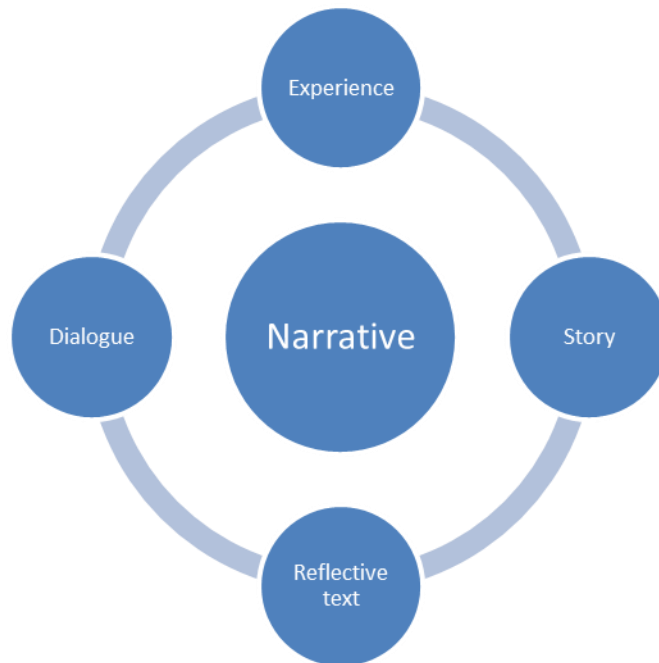 Experience
Dialogue
Narrative
Story
Reflective
text